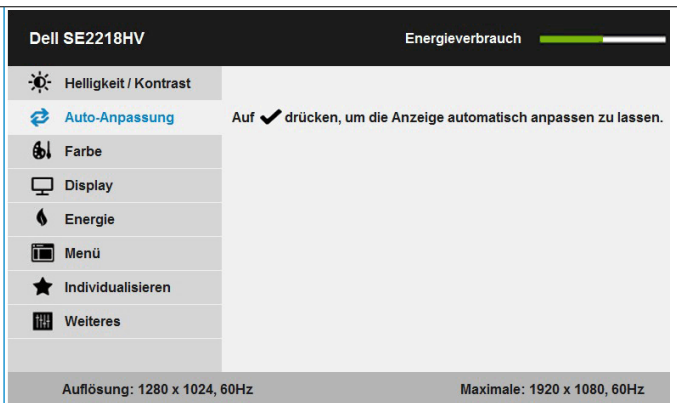 Dell SE2218HV
Energieverbrauch
Helligkeit / Kontrast
Auto-Anpassung
Auf ✔ drücken, um die Anzeige automatisch anpassen zu lassen.
Farbe
Display
Energie
Menü
Individualisieren
Weiteres
Auflösung: 1280 x 1024, 60Hz
Maximale: 1920 x 1080, 60Hz